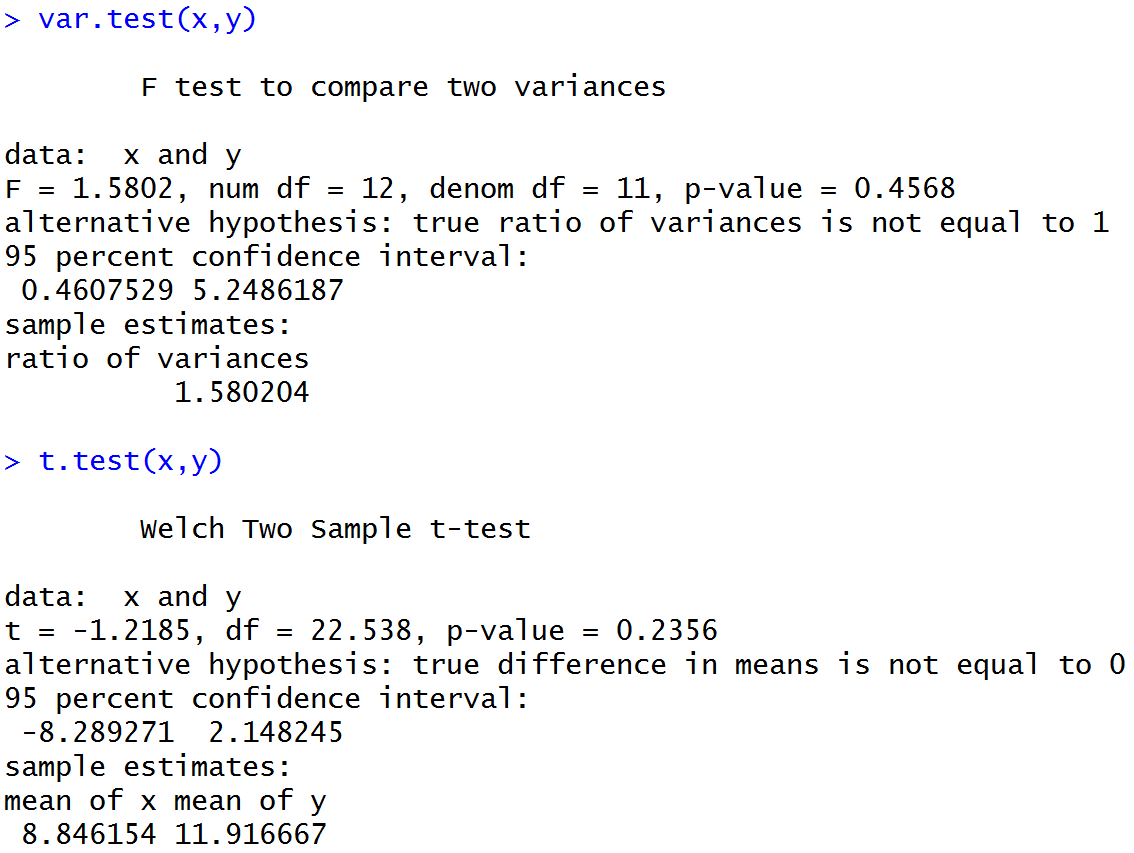 > var.test(x,y)
F test to compare two variances
data:  x and y
F = 1.5802, num df = 12, denom df = 11, p-value = 0.4568
alternative hypothesis: true ratio of variances is not equal to 1
95 percent confidence interval:
0.4607529 5.2486187
sample estimates:
ratio of variances
1.580204
> t.test(x,y)
Welch Two Sample t-test
data:  x and y
t = -1.2185, df = 22.538, p-value = 0.2356
alternative hypothesis: true difference in means is not equal to 0
95 percent confidence interval:
-8.289271  2.148245
sample estimates:
mean of x mean of y
8.846154 11.916667